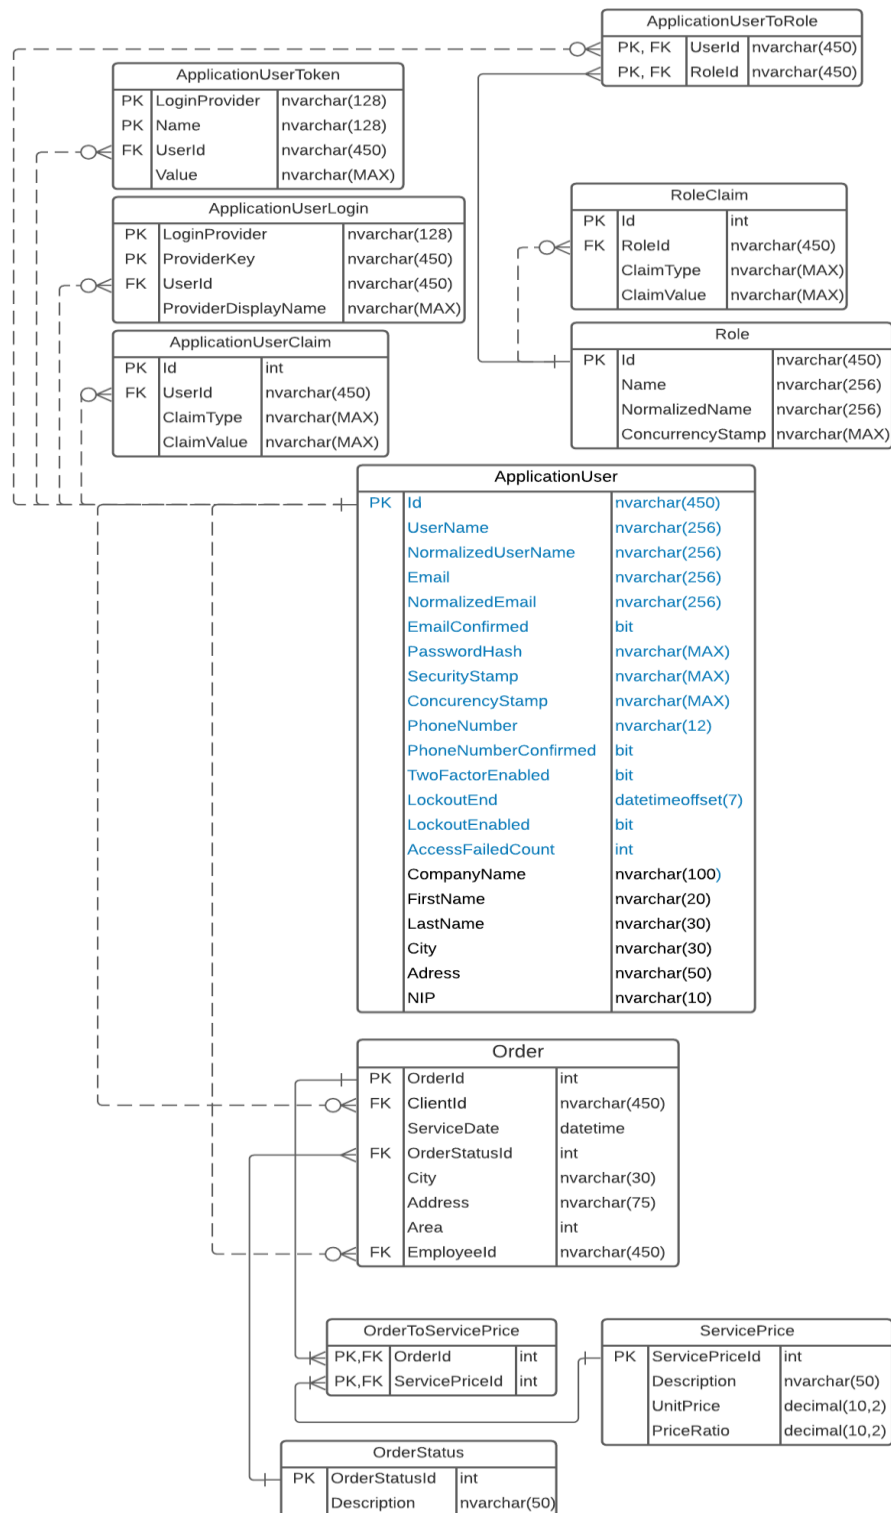 ApplicationUserToRole
PK, FK UserId nvarchar(450)
PK, FK RoleId nvarchar(450)
ApplicationUserToken
PK LoginProvider nvarchar(128)
PK Name nvarchar(128)
FK UserId nvarchar(450)
Value nvarchar(MAX)
ApplicationUserLogin
PK LoginProvider nvarchar(128)
PK ProviderKey nvarchar(450)
FK UserId nvarchar(450)
ProviderDisplayName nvarchar(MAX)
RoleClaim
PK Id int
FK RoleId nvarchar(450)
ClaimType nvarchar(MAX)
ClaimValue nvarchar(MAX)
ApplicationUserClaim
PK Id int
FK UserId nvarchar(450)
ClaimType nvarchar(MAX)
ClaimValue nvarchar(MAX)
Role
PK Id nvarchar(450)
Name nvarchar(256)
NormalizedName nvarchar(256)
ConcurrencyStamp nvarchar(MAX)
ApplicationUser
PK Id nvarchar(450)
UserName nvarchar(256)
NormalizedUserName nvarchar(256)
Email nvarchar(256)
NormalizedEmail nvarchar(256)
EmailConfirmed bit
PasswordHash nvarchar(MAX)
SecurityStamp nvarchar(MAX)
ConcurencyStamp nvarchar(MAX)
PhoneNumber nvarchar(12)
PhoneNumberConfirmed bit
TwoFactorEnabled bit
LockoutEnd datetimeoffset(7)
LockoutEnabled bit
AccessFailedCount int
CompanyName nvarchar(100)
FirstName nvarchar(20)
LastName nvarchar(30)
City nvarchar(30)
Adress nvarchar(50)
NIP nvarchar(10)
Order
PK OrderId int
FK ClientId nvarchar(450)
ServiceDate datetime
FK OrderStatusId int
City nvarchar(30)
Address nvarchar(75)
Area int
FK EmployeeId nvarchar(450)
OrderToServicePrice
PK,FK OrderId int
PK,FK ServicePriceId int
ServicePrice
PK ServicePriceId int
Description nvarchar(50)
UnitPrice decimal(10,2)
PriceRatio decimal(10,2)
OrderStatus
PK OrderStatusId int
Description nvarchar(50)